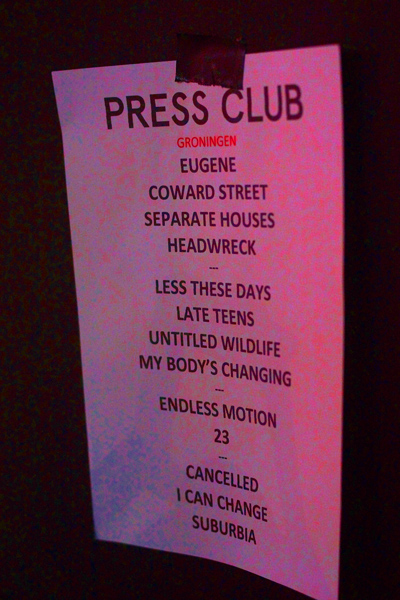 PRESS CLUB
GRONINGEN
EUGENE
COWARD STREET
SEPARATE HOUSES
HEADWRECK
---
LESS THESE DAYS
LATE TEENS
UNTITLED WILDLIFE
MY BODY'S CHANGING
---
ENDLESS MOTION
23
---
CANCELLED
I CAN CHANGE
SUBURBIA